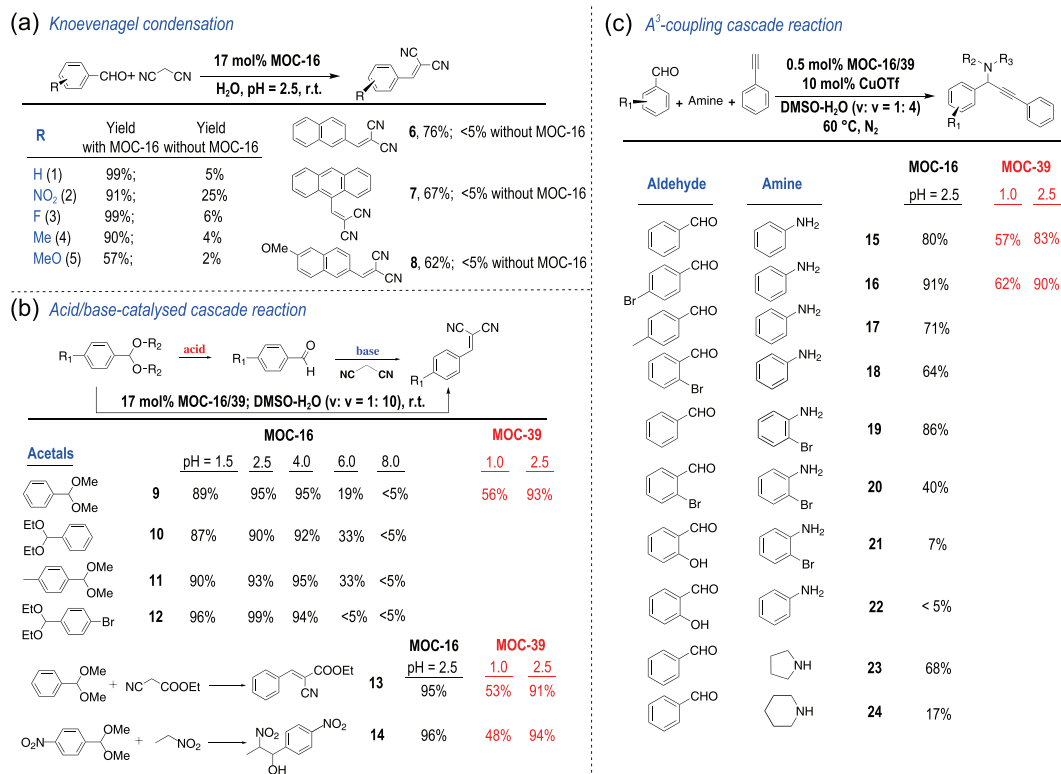 (a) Knoevenagel condensation
R
CHO + NC CN
17 mol% MOC-16
H₂O, pH = 2.5, r.t.
R
CN
CN
R Yield with MOC-16 Yield without MOC-16
H (1) 99%; 5%
NO₂ (2) 91%; 25%
F (3) 99%; 6%
Me (4) 90%; 4%
MeO (5) 57%; 2%
CN
CN
6, 76%; <5% without MOC-16
CN
CN
7, 67%; <5% without MOC-16
OMe
CN
CN
8, 62%; <5% without MOC-16
(b) Acid/base-catalysed cascade reaction
R₁
O-R₂
O-R₂
acid
R₁
O
H
base
NC CN
NC CN
R₁
17 mol% MOC-16/39; DMSO-H₂O (v: v = 1: 10), r.t.
MOC-16 MOC-39
Acetals pH = 1.5 2.5 4.0 6.0 8.0 1.0 2.5
OMe
OMe
9 89% 95% 95% 19% <5% 56% 93%
EtO
EtO
10 87% 90% 92% 33% <5%
OMe
OMe
11 90% 93% 95% 33% <5%
EtO
EtO
Br
12 96% 99% 94% <5% <5%
MOC-16 MOC-39
pH = 2.5 1.0 2.5
OMe
OMe
+ NC COOEt
COOEt
CN
13 95% 53% 91%
NO₂
OMe
OMe
+ NO₂
NO₂
NO₂
OH
14 96% 48% 94%
(c) A³-coupling cascade reaction
CHO
R₁
+ Amine +
0.5 mol% MOC-16/39
10 mol% CuOTf
DMSO-H₂O (v: v = 1: 4)
60 °C, N₂
R₂ N R₃
R₁
MOC-16 MOC-39
Aldehyde Amine pH = 2.5 1.0 2.5
CHO NH₂ 15 80% 57% 83%
CHO Br NH₂ 16 91% 62% 90%
CHO NH₂ 17 71%
CHO Br NH₂ 18 64%
CHO NH₂ Br 19 86%
CHO Br NH₂ Br 20 40%
CHO OH NH₂ Br 21 7%
CHO OH NH₂ 22 < 5%
CHO NH 23 68%
CHO NH 24 17%